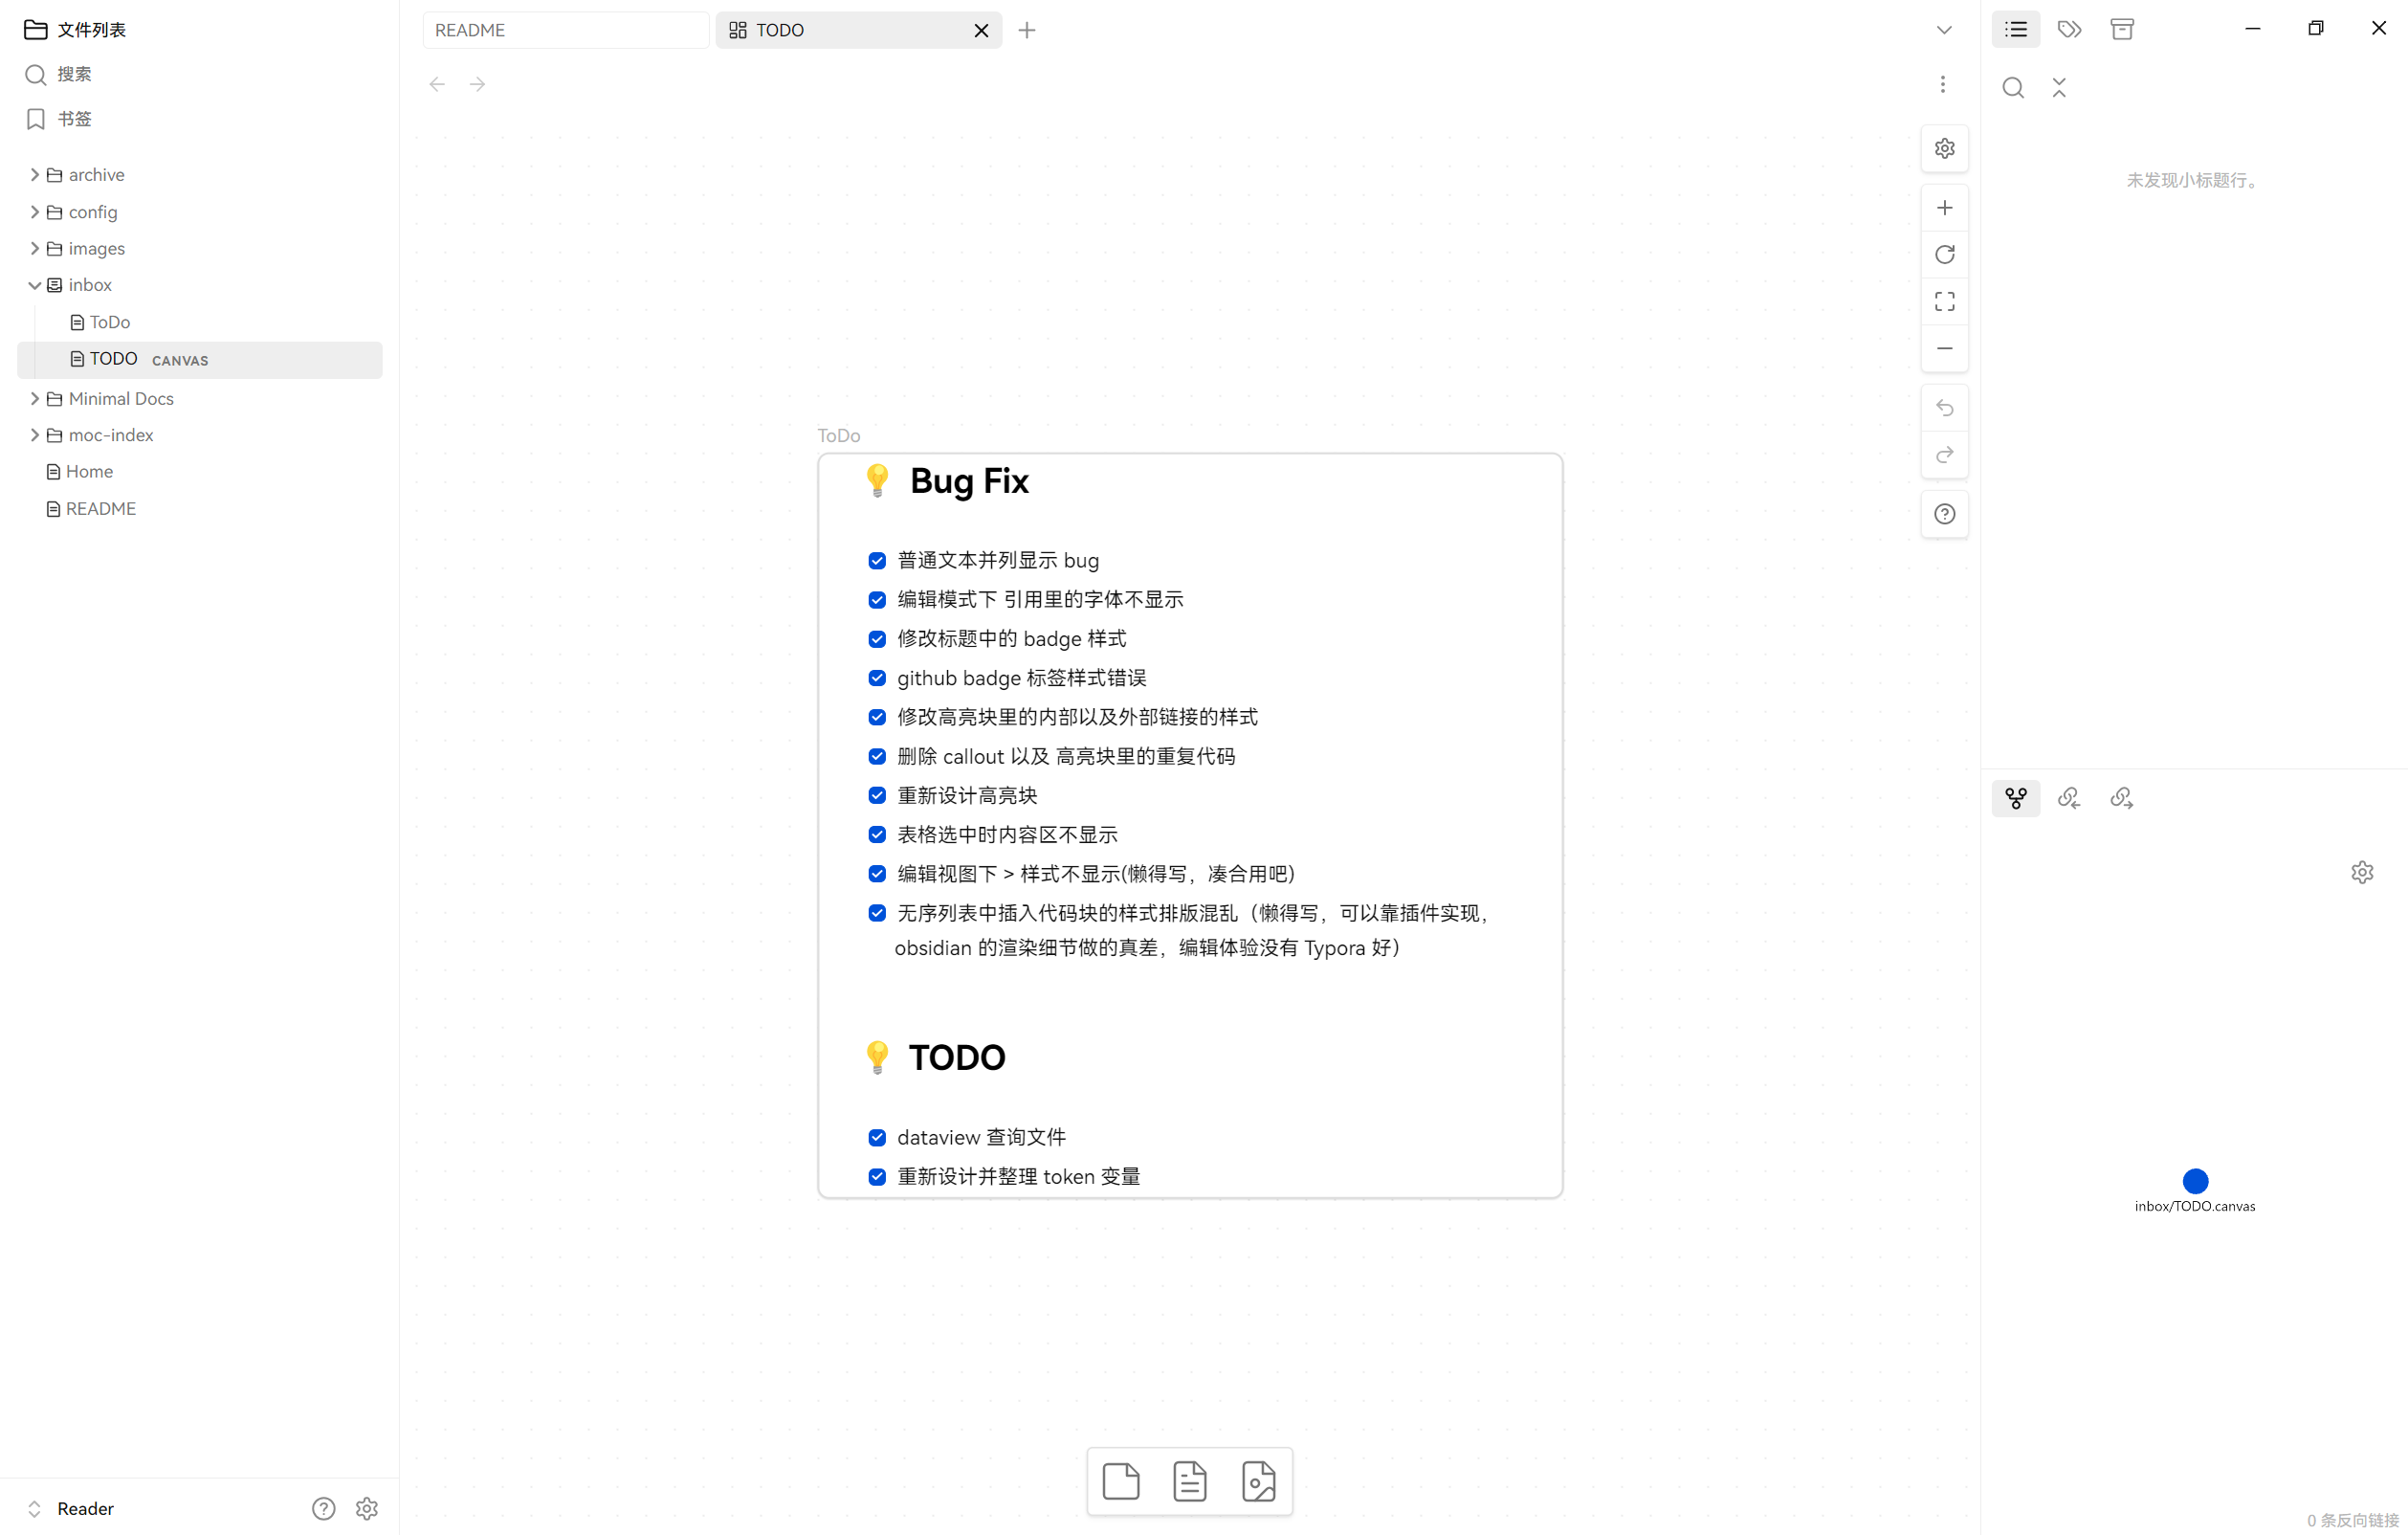 文件列表
搜索
书签
archive
config
images
inbox
ToDo
TODO CANVAS
Minimal Docs
moc-index
Home
README
Reader
README
TODO
ToDo
💡 Bug Fix
普通文本并列显示 bug
编辑模式下 引用里的字体不显示
修改标题中的 badge 样式
github badge 标签样式错误
修改高亮块里的内部以及外部链接的样式
删除 callout 以及 高亮块里的重复代码
重新设计高亮块
表格选中时内容区不显示
编辑视图下 > 样式不显示(懒得写，凑合用吧)
无序列表中插入代码块的样式排版混乱（懒得写，可以靠插件实现，
obsidian 的渲染细节做的真差，编辑体验没有 Typora 好）
💡 TODO
dataview 查询文件
重新设计并整理 token 变量
未发现小标题行。
inbox/TODO.canvas
0 条反向链接